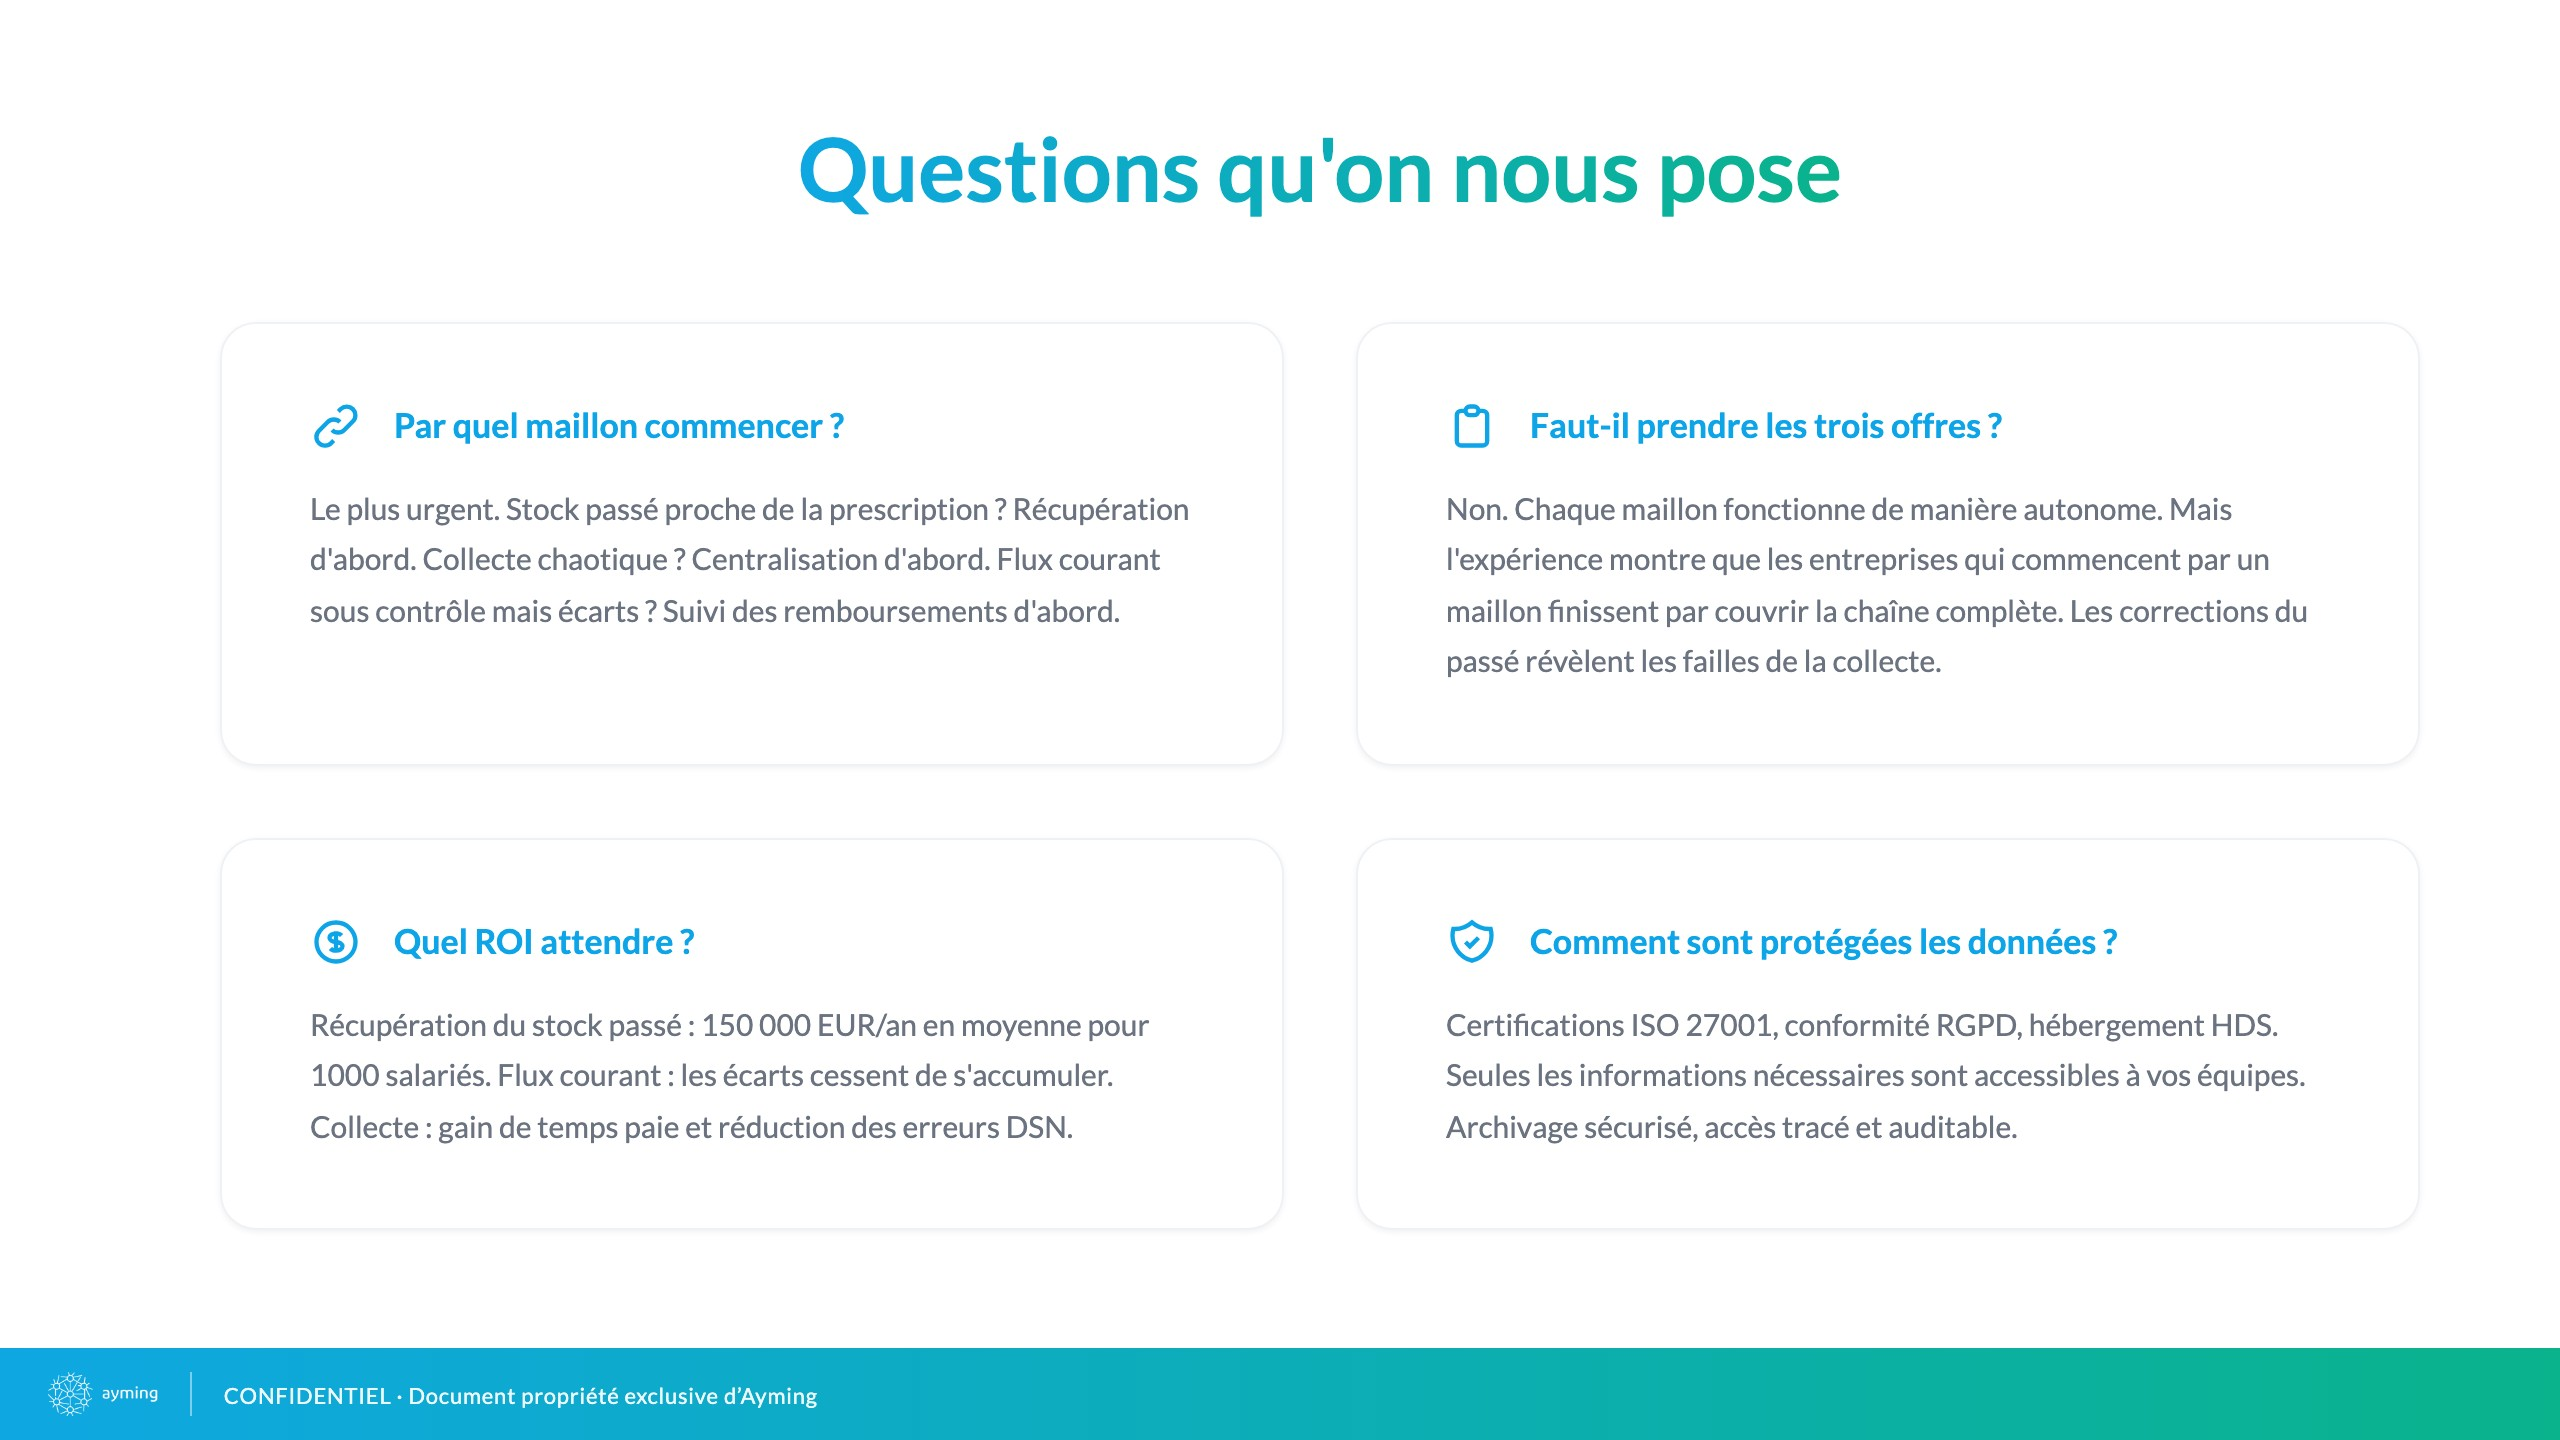 Questions qu'on nous pose
Par quel maillon commencer ?
Le plus urgent. Stock passé proche de la prescription ? Récupération
d'abord. Collecte chaotique ? Centralisation d'abord. Flux courant
sous contrôle mais écarts ? Suivi des remboursements d'abord.
Faut-il prendre les trois offres ?
Non. Chaque maillon fonctionne de manière autonome. Mais
l'expérience montre que les entreprises qui commencent par un
maillon finissent par couvrir la chaîne complète. Les corrections du
passé révèlent les failles de la collecte.
Quel ROI attendre ?
Récupération du stock passé : 150 000 EUR/an en moyenne pour
1000 salariés. Flux courant : les écarts cessent de s'accumuler.
Collecte : gain de temps paie et réduction des erreurs DSN.
Comment sont protégées les données ?
Certifications ISO 27001, conformité RGPD, hébergement HDS.
Seules les informations nécessaires sont accessibles à vos équipes.
Archivage sécurisé, accès tracé et auditable.
ayming
CONFIDENTIEL · Document propriété exclusive d’Ayming